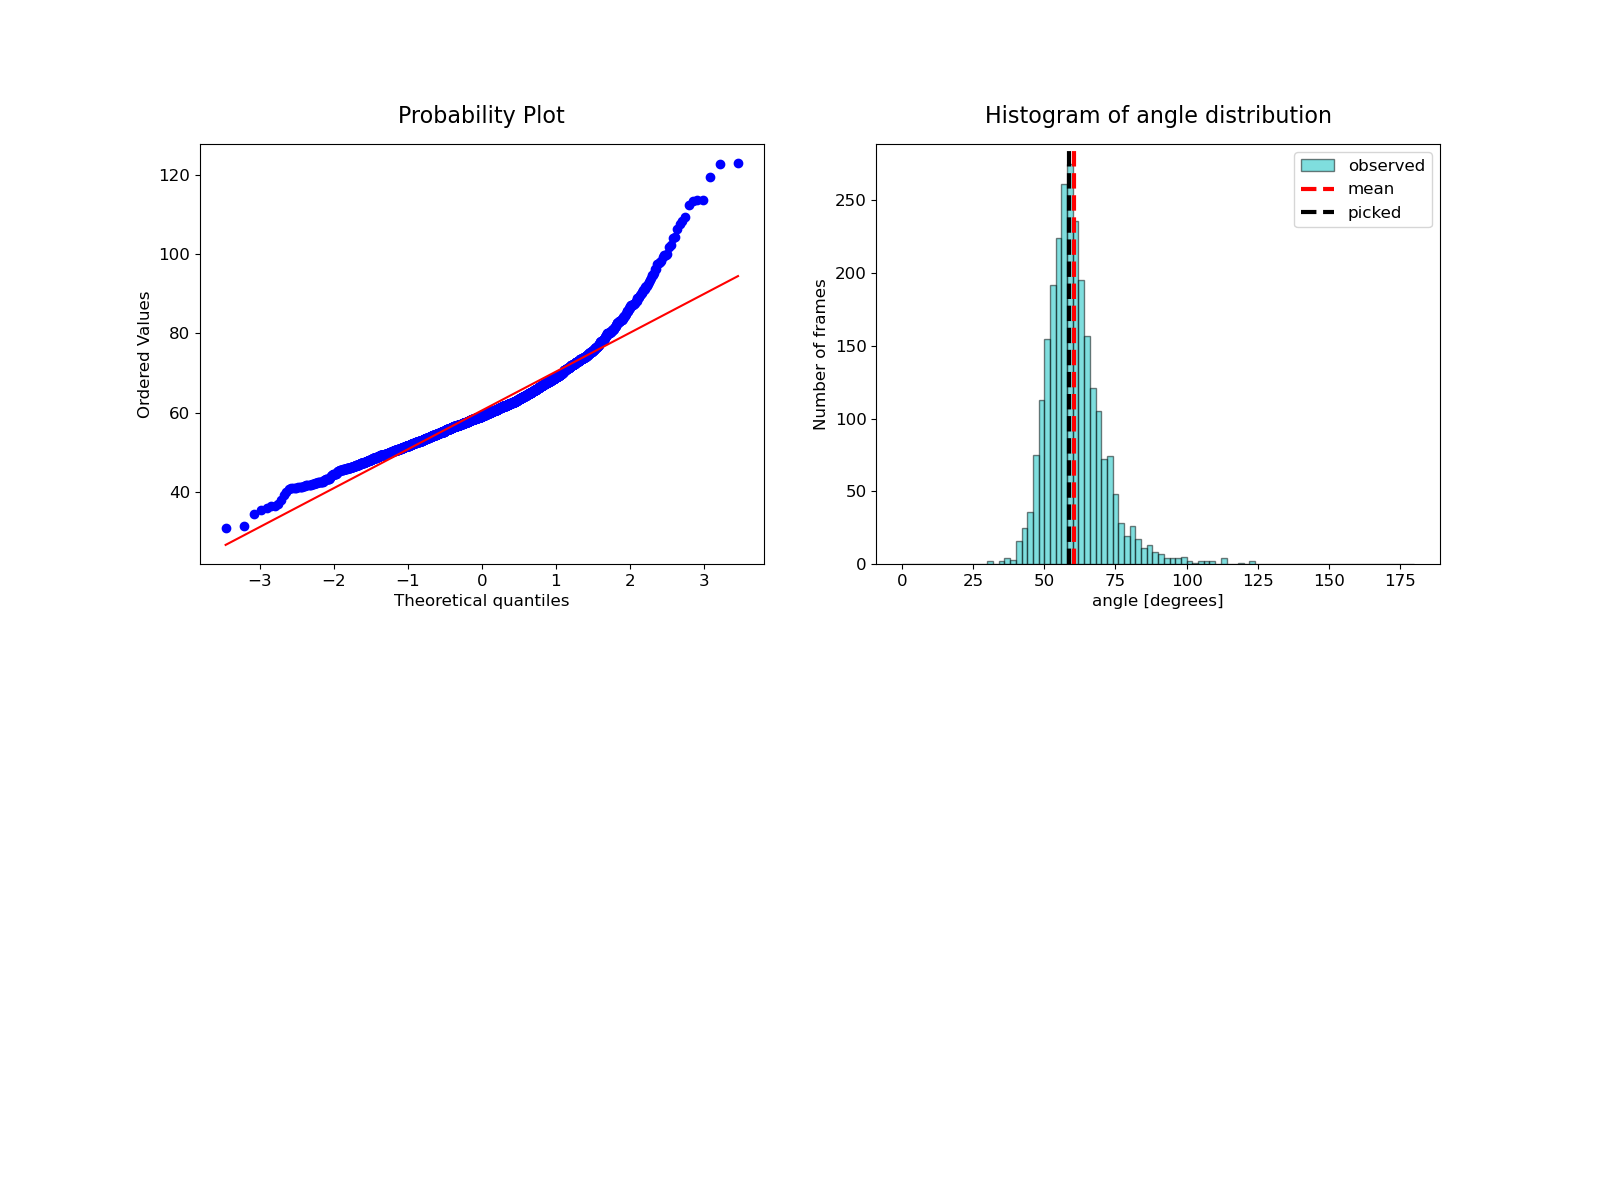 Probability Plot
120
100
80
60
40
Ordered Values
−3 −2 −1 0 1 2 3
Theoretical quantiles
Histogram of angle distribution
observed
mean
picked
250
200
150
100
50
0
Number of frames
0 25 50 75 100 125 150 175
angle [degrees]